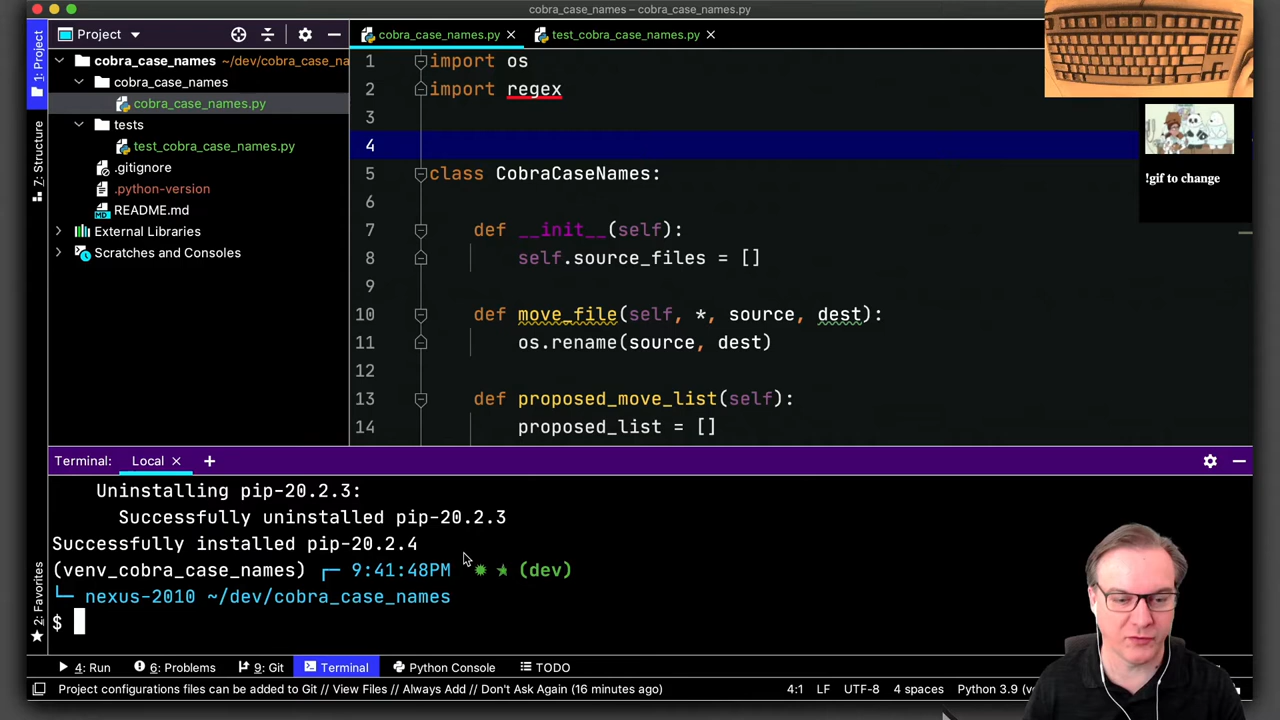 cobra_case_names – cobra_case_names.py
1: Project
7: Structure
2: Favorites
Project
cobra_case_names ~/dev/cobra_case_na
cobra_case_names
cobra_case_names.py
tests
test_cobra_case_names.py
.gitignore
.python-version
README.md
External Libraries
Scratches and Consoles
cobra_case_names.py
test_cobra_case_names.py
1 import os
2 import regex
3
4
5 class CobraCaseNames:
6
7 def __init__(self):
8 self.source_files = []
9
10 def move_file(self, *, source, dest):
11 os.rename(source, dest)
12
13 def proposed_move_list(self):
14 proposed_list = []
!gif to change
Terminal: Local +
Uninstalling pip-20.2.3:
Successfully uninstalled pip-20.2.3
Successfully installed pip-20.2.4
(venv_cobra_case_names) ┌─ 9:41:48PM ✹ ★ (dev)
└─ nexus-2010 ~/dev/cobra_case_names
$
4: Run 6: Problems 9: Git Terminal Python Console TODO
Project configurations files can be added to Git // View Files // Always Add // Don't Ask Again (16 minutes ago) 4:1 LF UTF-8 4 spaces Python 3.9 (v